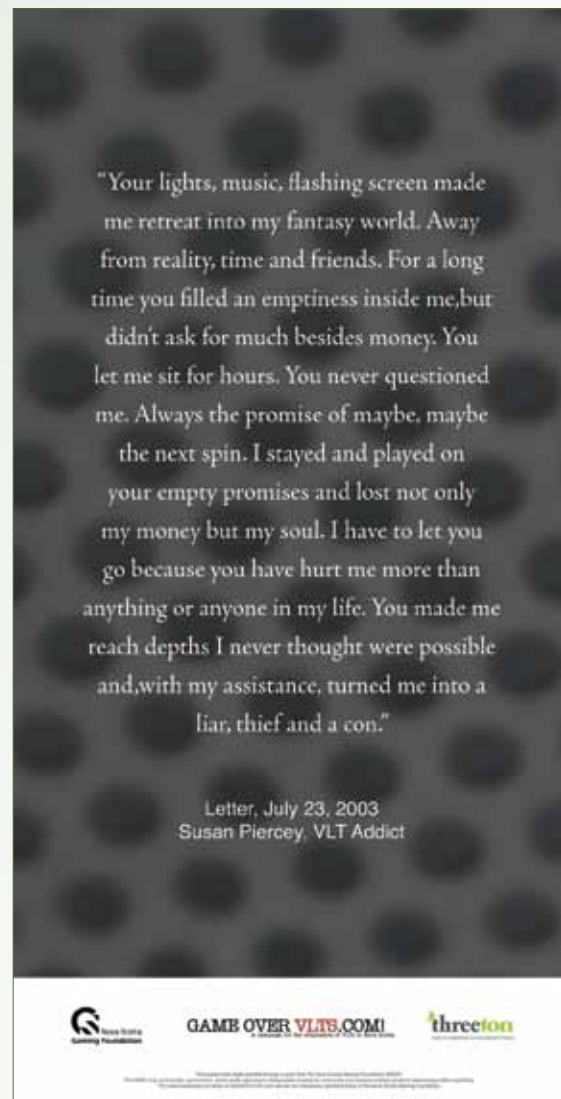 "Your lights, music, flashing screen made
me retreat into my fantasy world. Away
from reality, time and friends. For a long
time you filled an emptiness inside me,but
didn't ask for much besides money. You
let me sit for hours. You never questioned
me. Always the promise of maybe, maybe
the next spin. I stayed and played on
your empty promises and lost not only
my money but my soul. I have to let you
go because you have hurt me more than
anything or anyone in my life. You made me
reach depths I never thought were possible
and,with my assistance, turned me into a
liar, thief and a con."
Letter, July 23, 2003
Susan Piercey, VLT Addict
Nova Scotia
Gaming Foundation
GAME OVER VLTS.COM!
threeton